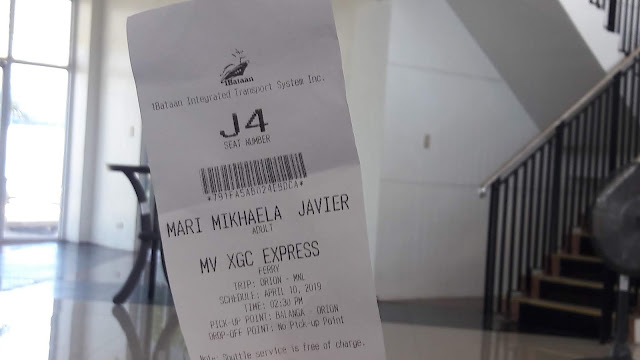 1Bataan
1Bataan Integrated Transport System Inc.
J4
SEAT NUMBER
MARI MIKHAELA JAVIER
ADULT
MV XGC EXPRESS
FERRY
TRIP: ORION - MNL
SCHEDULE: APRIL 10, 2019
TIME: 02:30 PM
PICK-UP POINT: BALANGA - ORION
DROP-OFF POINT: No Pick-up Point
Note: Shuttle service is free of charge.